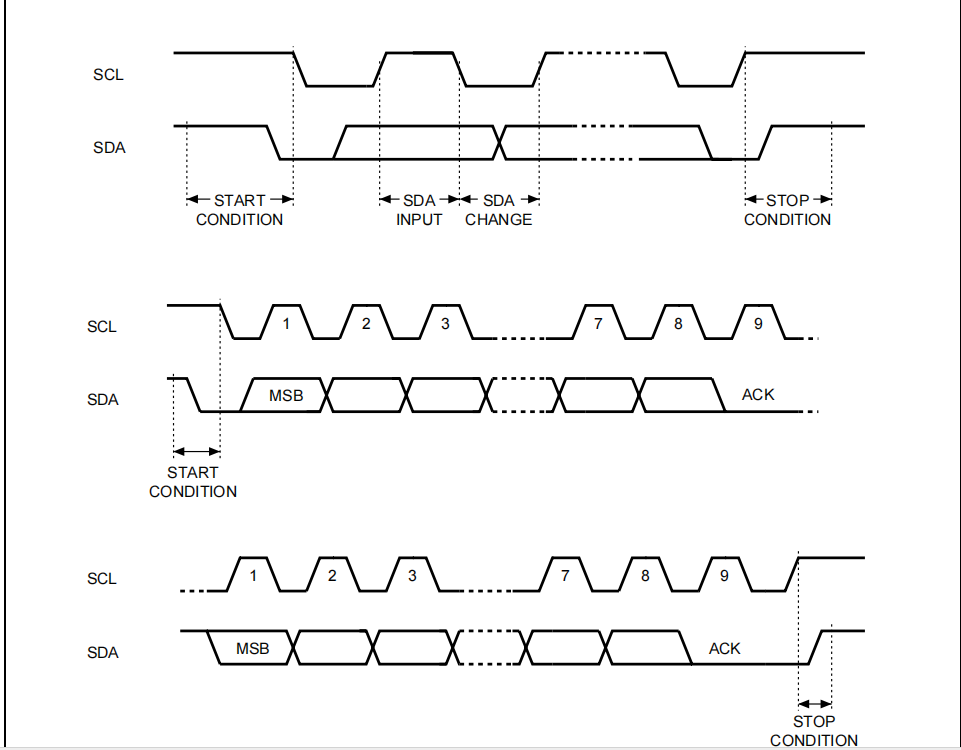 SCL
SDA
START SDA SDA STOP
CONDITION INPUT CHANGE CONDITION
SCL 1 2 3 7 8 9
SDA MSB ACK
START
CONDITION
SCL 1 2 3 7 8 9
SDA MSB ACK
STOP
CONDITION